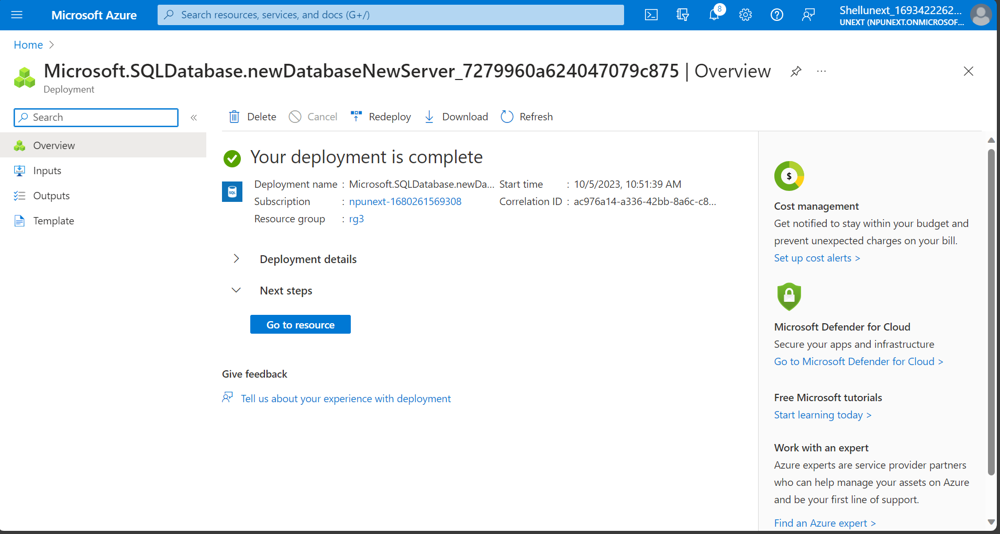 Microsoft Azure
Search resources, services, and docs (G+/)
8
Shellunext_1693422262...
UNEXT (NPUNEXT.ONMICROSOF...
Home
Microsoft.SQLDatabase.newDatabaseNewServer_7279960a624047079c875 | Overview
Deployment
Search
Delete
Cancel
Redeploy
Download
Refresh
Overview
Inputs
Outputs
Template
Your deployment is complete
SQL
Deployment name : Microsoft.SQLDatabase.newDa...
Subscription : npunext-1680261569308
Resource group : rg3
Start time : 10/5/2023, 10:51:39 AM
Correlation ID : ac976a14-a336-42bb-8a6c-c8...
Deployment details
Next steps
Go to resource
Give feedback
Tell us about your experience with deployment
$
Cost management
Get notified to stay within your budget and
prevent unexpected charges on your bill.
Set up cost alerts >
Microsoft Defender for Cloud
Secure your apps and infrastructure
Go to Microsoft Defender for Cloud >
Free Microsoft tutorials
Start learning today >
Work with an expert
Azure experts are service provider partners
who can help manage your assets on Azure
and be your first line of support.
Find an Azure expert >